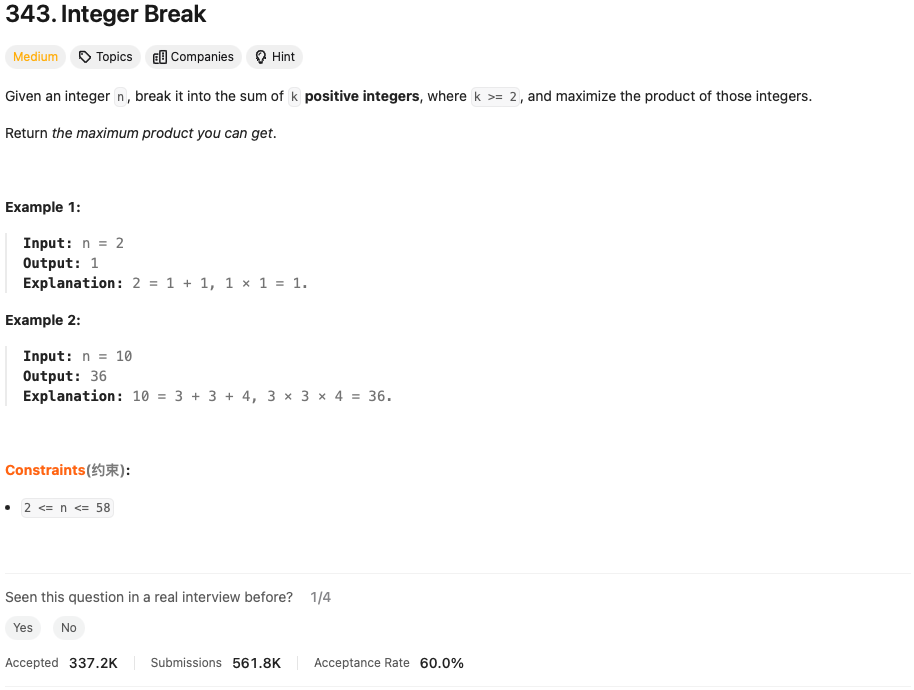 343. Integer Break
Medium Topics Companies Hint
Given an integer n, break it into the sum of k positive integers, where k >= 2, and maximize the product of those integers.
Return the maximum product you can get.
Example 1:
Input: n = 2
Output: 1
Explanation: 2 = 1 + 1, 1 × 1 = 1.
Example 2:
Input: n = 10
Output: 36
Explanation: 10 = 3 + 3 + 4, 3 × 3 × 4 = 36.
Constraints(约束):
• 2 <= n <= 58
Seen this question in a real interview before? 1/4
Yes No
Accepted 337.2K Submissions 561.8K Acceptance Rate 60.0%